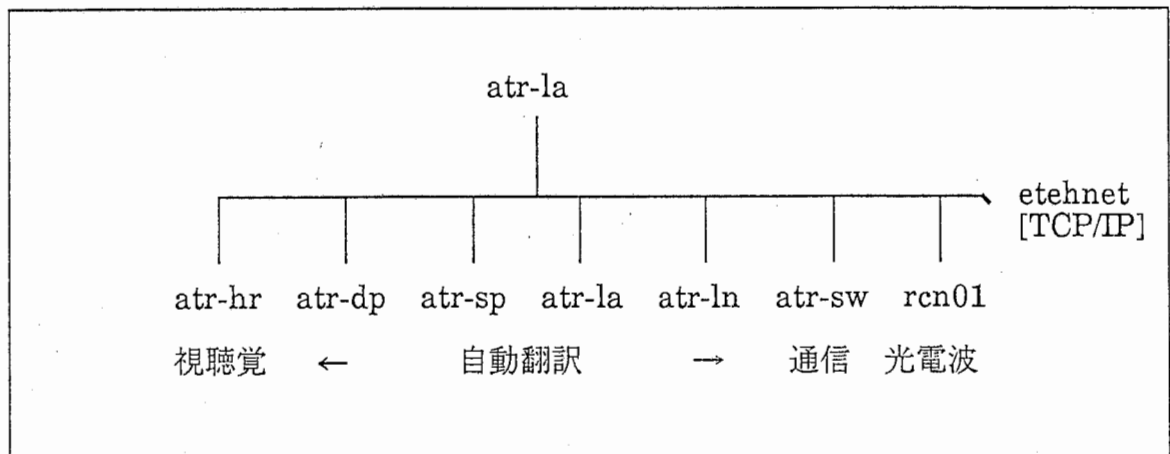 atr-la
etehnet
[TCP/IP]
atr-hr atr-dp atr-sp atr-la atr-ln atr-sw rcn01
視聴覚 ← 自動翻訳 → 通信 光電波